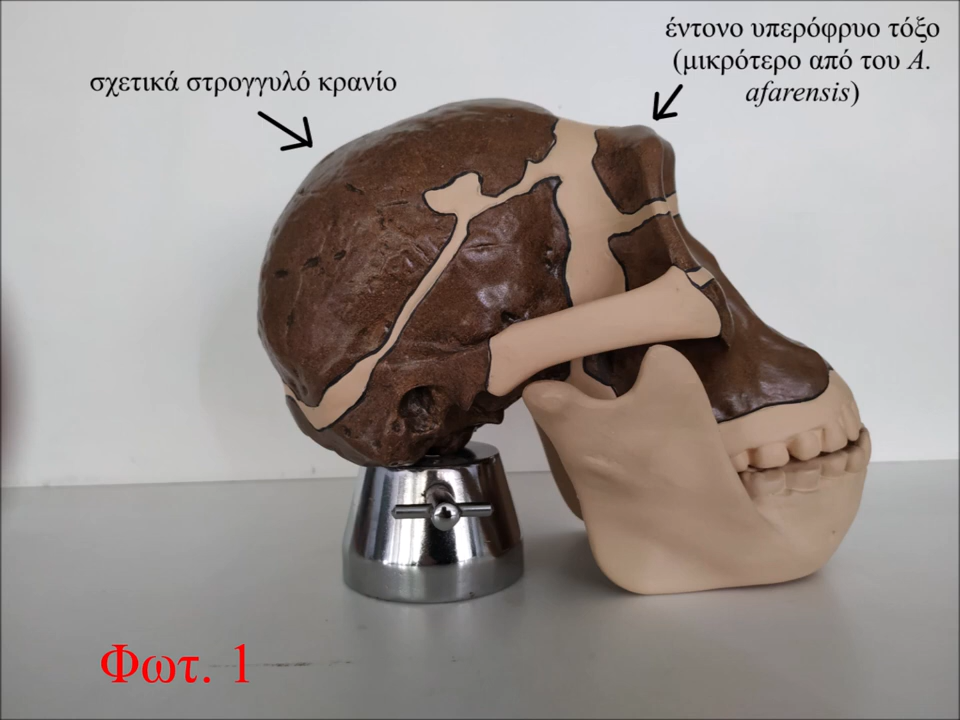 έντονο υπερόφρυο τόξο
(μικρότερο από του A.
afarensis)
σχετικά στρογγυλό κρανίο
Φωτ. 1